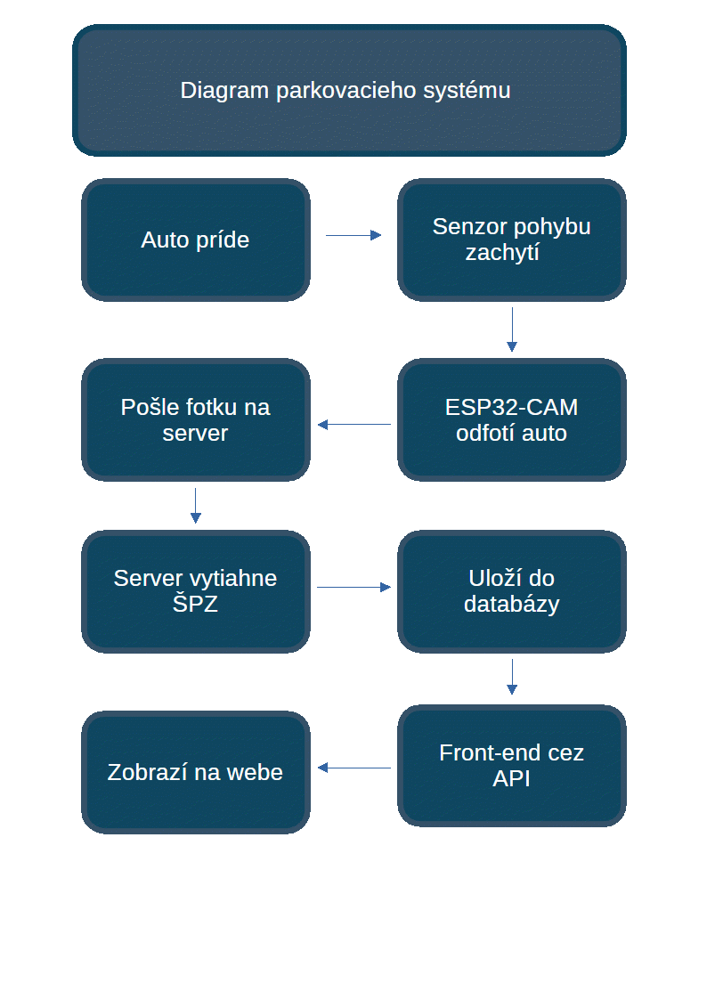 Diagram parkovacieho systému
Auto príde
Senzor pohybu
zachytí
ESP32-CAM
odfotí auto
Pošle fotku na
server
Server vytiahne
ŠPZ
Uloží do
databázy
Front-end cez
API
Zobrazí na webe